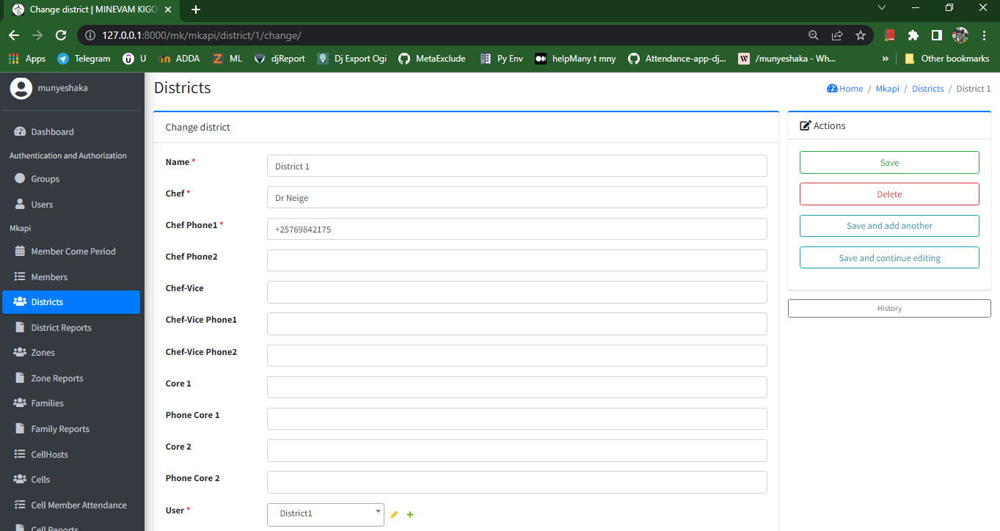 Change district | MINEVAM KIGO
127.0.0.1:8000/mk/mkapi/district/1/change/
Apps Telegram U ADDA ML djReport Dj Export Ogi MetaExclude Py Env helpMany t mny Attendance-app-dj... /munyeshaka - Wh... » Other bookmarks
munyeshaka
Dashboard
Authentication and Authorization
Groups
Users
Mkapi
Member Come Period
Members
Districts
District Reports
Zones
Zone Reports
Families
Family Reports
CellHosts
Cells
Cell Member Attendance
Cell Reports
Districts
Home / Mkapi / Districts / District 1
Change district
Name * District 1
Chef * Dr Neige
Chef Phone1 * +25769842175
Chef Phone2
Chef-Vice
Chef-Vice Phone1
Chef-Vice Phone2
Core 1
Phone Core 1
Core 2
Phone Core 2
User * District1
Actions
Save
Delete
Save and add another
Save and continue editing
History